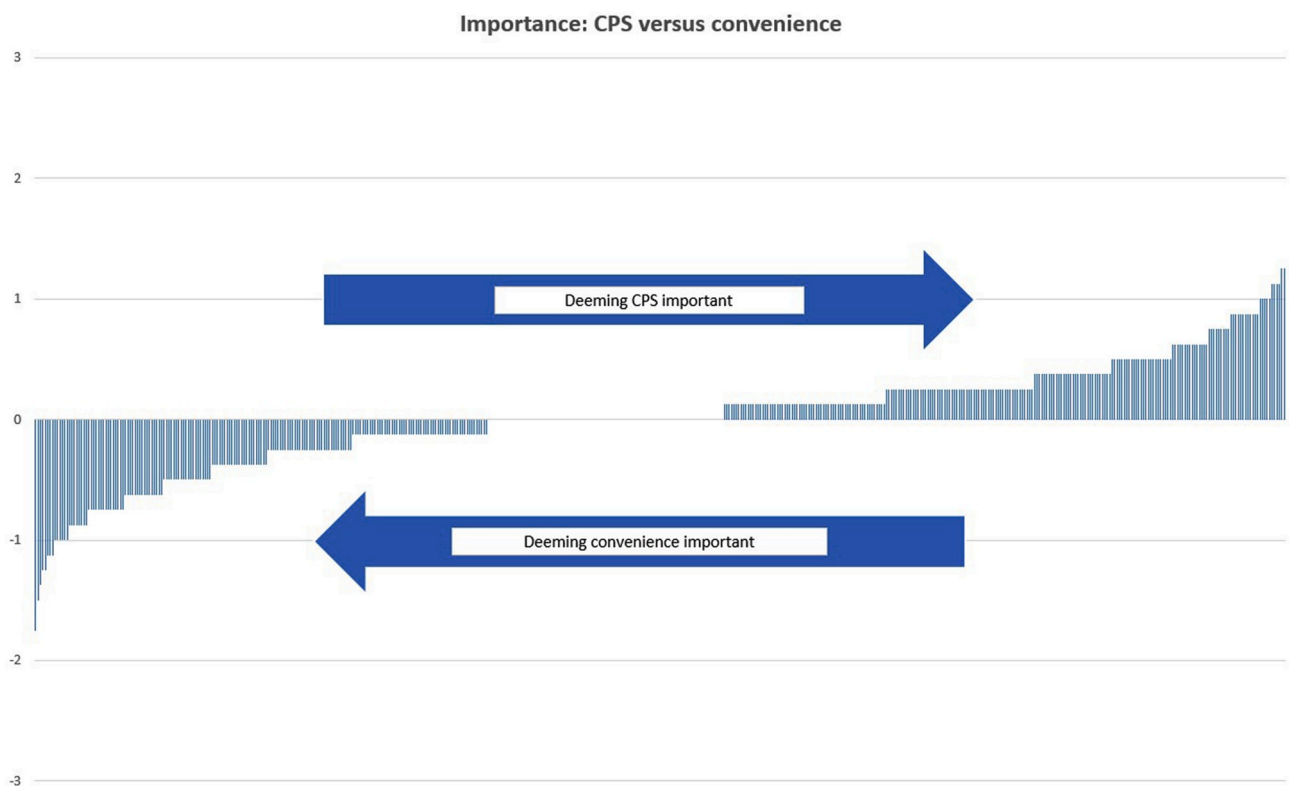 Importance: CPS versus convenience
3
2
1
Deeming CPS important
0
-1
Deeming convenience important
-2
-3